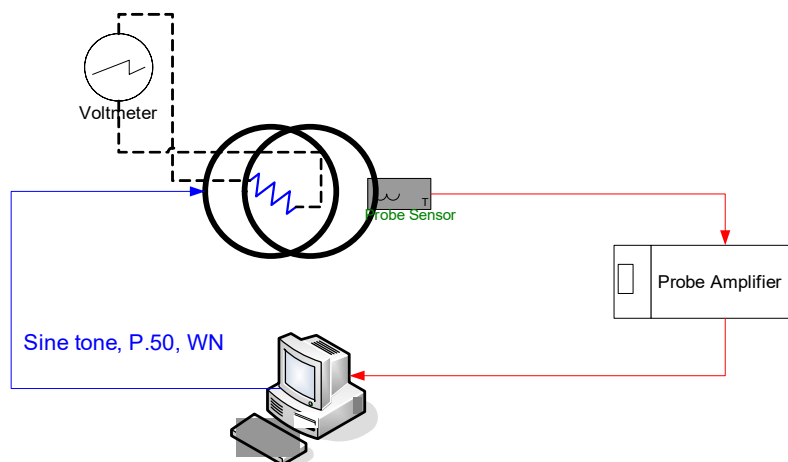 Voltmeter
T
Probe Sensor
Probe Amplifier
Sine tone, P.50, WN